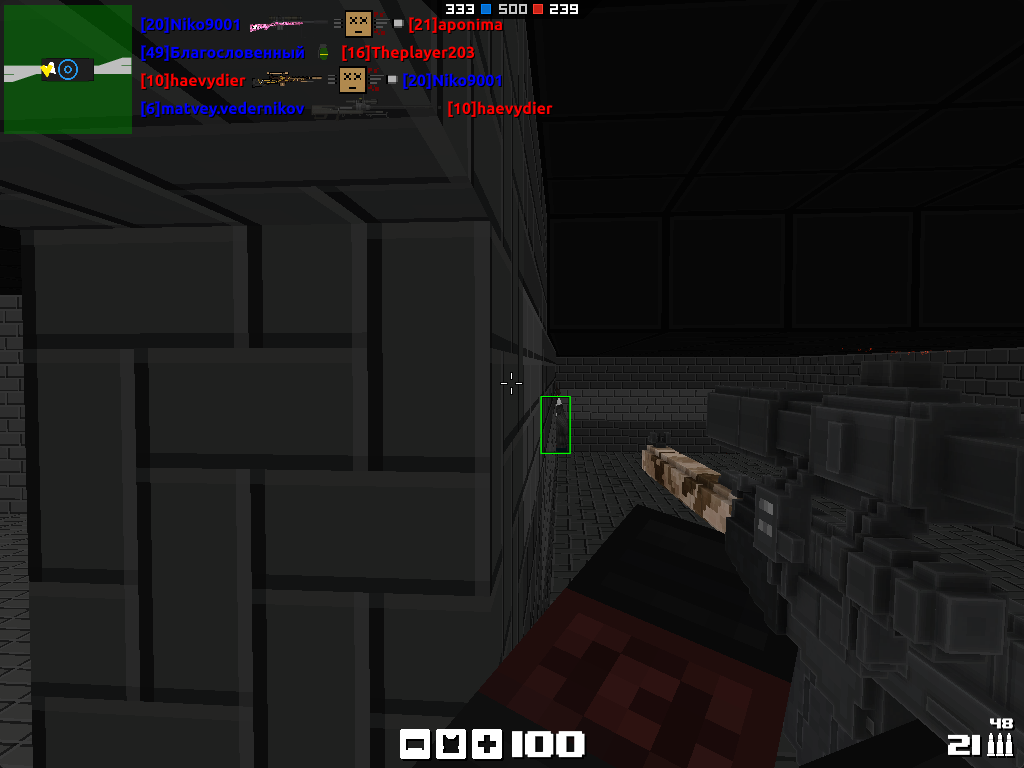 333 500 239
[20]Niko9001 [21]aponima
[49]Благословенный [16]Theplayer203
[10]haevydier [20]Niko9001
[6]matvey.vedernikov [10]haevydier
48
21
100